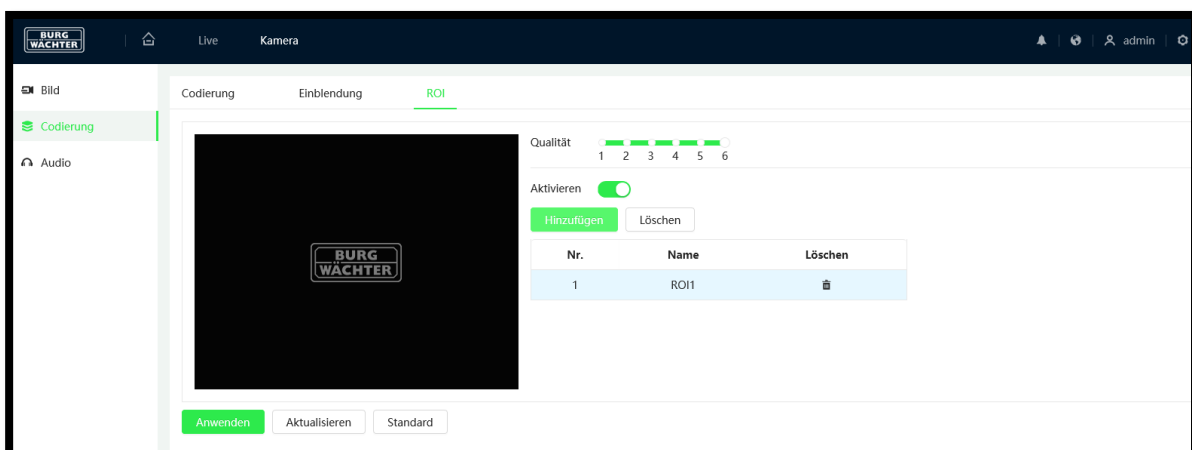 BURG
WÄCHTER
Live Kamera admin
Bild
Codierung
Audio
Codierung Einblendung ROI
BURG
WÄCHTER
Qualität
1 2 3 4 5 6
Aktivieren
Hinzufügen Löschen
Nr. Name Löschen
1 ROI1
Anwenden Aktualisieren Standard